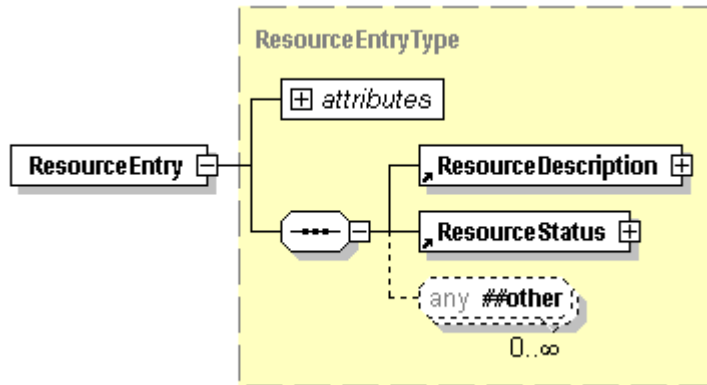 ResourceEntryType
attributes
ResourceEntry
ResourceDescription
ResourceStatus
any ##other
0..∞